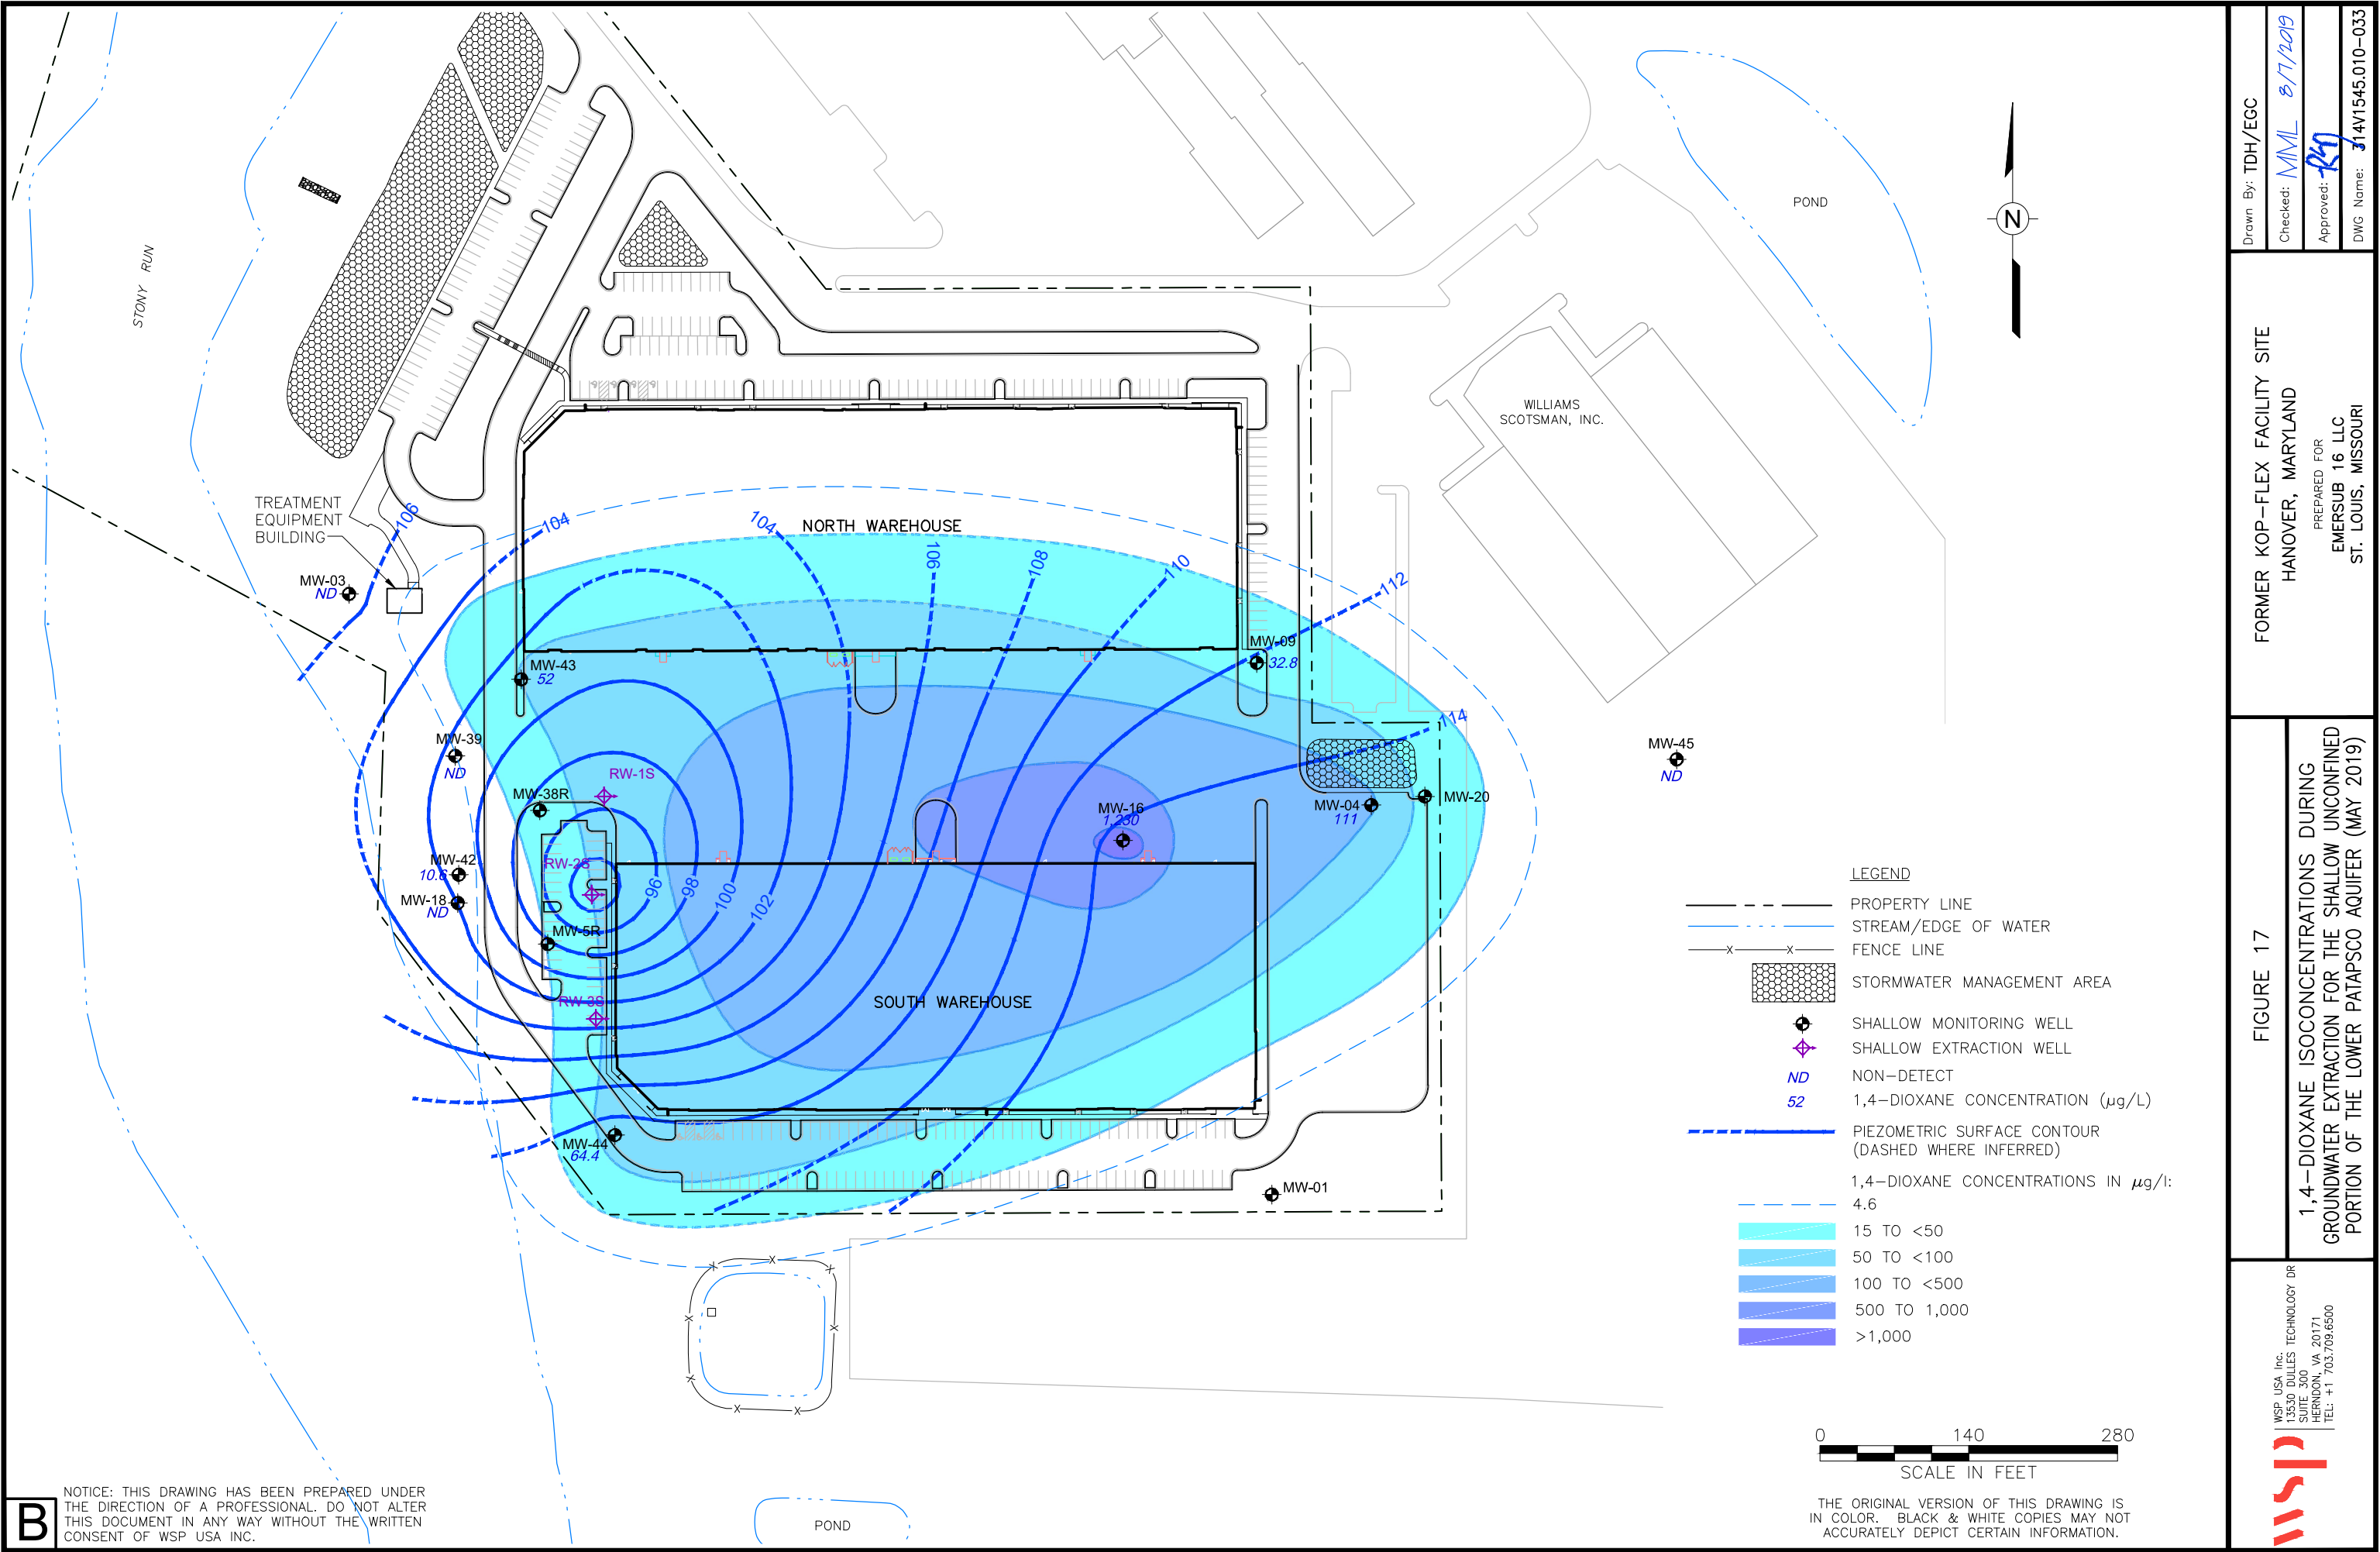 POND
N
STONY RUN
WILLIAMS
SCOTSMAN, INC.
TREATMENT
EQUIPMENT
BUILDING
106
104
104
NORTH WAREHOUSE
106
108
110
112
114
MW-03
ND
MW-43
52
MW-09
32.8
MW-39
ND
RW-1S
MW-38R
MW-16
1,230
MW-04
111
MW-20
MW-45
ND
MW-42
10.6
RW-2S
MW-18
ND
96
98
100
102
MW-5R
RW-3S
SOUTH WAREHOUSE
MW-44
64.4
MW-01
POND
LEGEND
PROPERTY LINE
STREAM/EDGE OF WATER
X X
FENCE LINE
STORMWATER MANAGEMENT AREA
SHALLOW MONITORING WELL
SHALLOW EXTRACTION WELL
ND
NON-DETECT
52
1,4-DIOXANE CONCENTRATION (µg/L)
PIEZOMETRIC SURFACE CONTOUR
(DASHED WHERE INFERRED)
1,4-DIOXANE CONCENTRATIONS IN µg/l:
4.6
15 TO <50
50 TO <100
100 TO <500
500 TO 1,000
>1,000
0 140 280
SCALE IN FEET
THE ORIGINAL VERSION OF THIS DRAWING IS
IN COLOR. BLACK & WHITE COPIES MAY NOT
ACCURATELY DEPICT CERTAIN INFORMATION.
B
NOTICE: THIS DRAWING HAS BEEN PREPARED UNDER
THE DIRECTION OF A PROFESSIONAL. DO NOT ALTER
THIS DOCUMENT IN ANY WAY WITHOUT THE WRITTEN
CONSENT OF WSP USA INC.
Drawn By: TDH/EGC
Checked: MML 8/7/2019
Approved:
DWG Name: 314V1545.010-033
FORMER KOP-FLEX FACILITY SITE
HANOVER, MARYLAND
PREPARED FOR
EMERSUB 16 LLC
ST. LOUIS, MISSOURI
FIGURE 17
1,4-DIOXANE ISOCONCENTRATIONS DURING
GROUNDWATER EXTRACTION FOR THE SHALLOW UNCONFINED
PORTION OF THE LOWER PATAPSCO AQUIFER (MAY 2019)
wsp
WSP USA Inc.
13530 DULLES TECHNOLOGY DR
SUITE 300
HERNDON, VA 20171
TEL: +1 703.709.6500